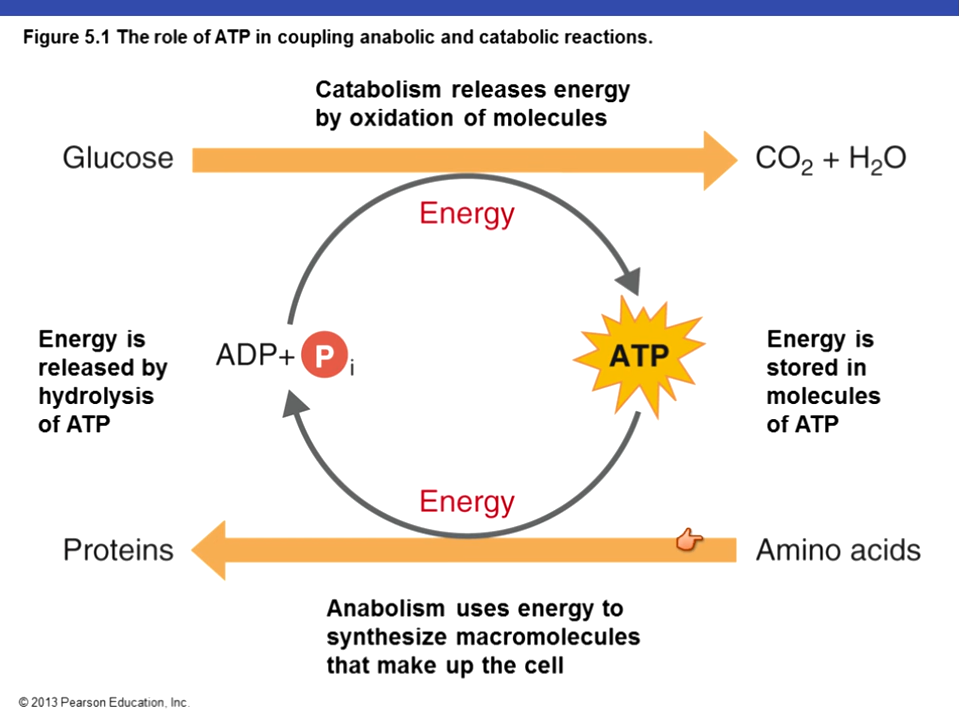 Figure 5.1 The role of ATP in coupling anabolic and catabolic reactions.
Catabolism releases energy
by oxidation of molecules
Glucose
CO₂ + H₂O
Energy
Energy is
released by
hydrolysis
of ATP
ADP+ P i
ATP
Energy is
stored in
molecules
of ATP
Energy
Proteins
Amino acids
Anabolism uses energy to
synthesize macromolecules
that make up the cell
© 2013 Pearson Education, Inc.